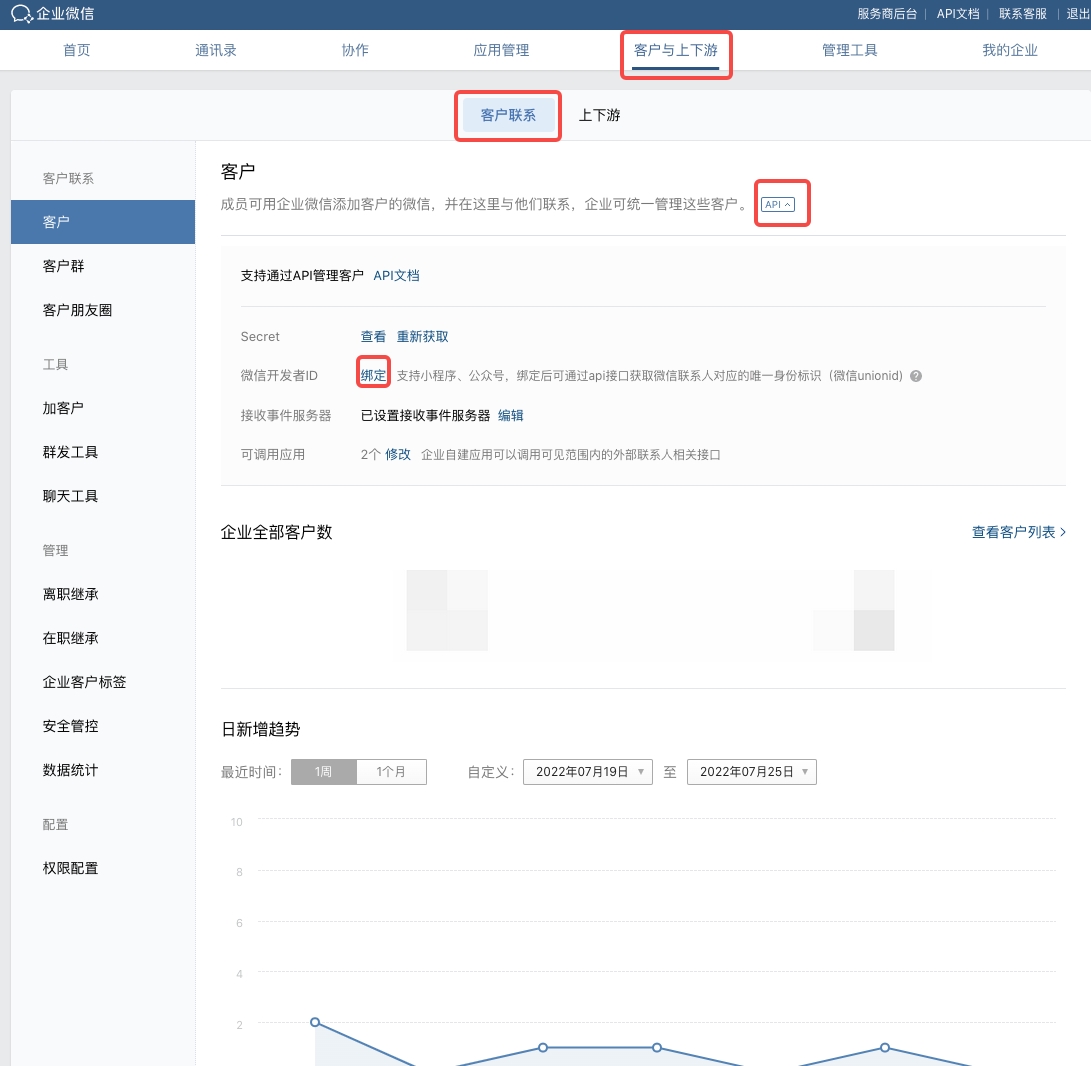 企业微信
服务商后台 | API文档 | 联系客服 | 退出
首页 通讯录 协作 应用管理 客户与上下游 管理工具 我的企业
客户联系 上下游
客户联系
客户
客户群
客户朋友圈
工具
加客户
群发工具
聊天工具
管理
离职继承
在职继承
企业客户标签
安全管控
数据统计
配置
权限配置
客户
成员可用企业微信添加客户的微信，并在这里与他们联系，企业可统一管理这些客户。 API
支持通过API管理客户 API文档
Secret 查看 重新获取
微信开发者ID 绑定 支持小程序、公众号，绑定后可通过api接口获取微信联系人对应的唯一身份标识（微信unionid) ?
接收事件服务器 已设置接收事件服务器 编辑
可调用应用 2个 修改 企业自建应用可以调用可见范围内的外部联系人相关接口
企业全部客户数 查看客户列表 >
日新增趋势
最近时间： 1周 1个月 自定义： 2022年07月19日 至 2022年07月25日
10
8
6
4
2